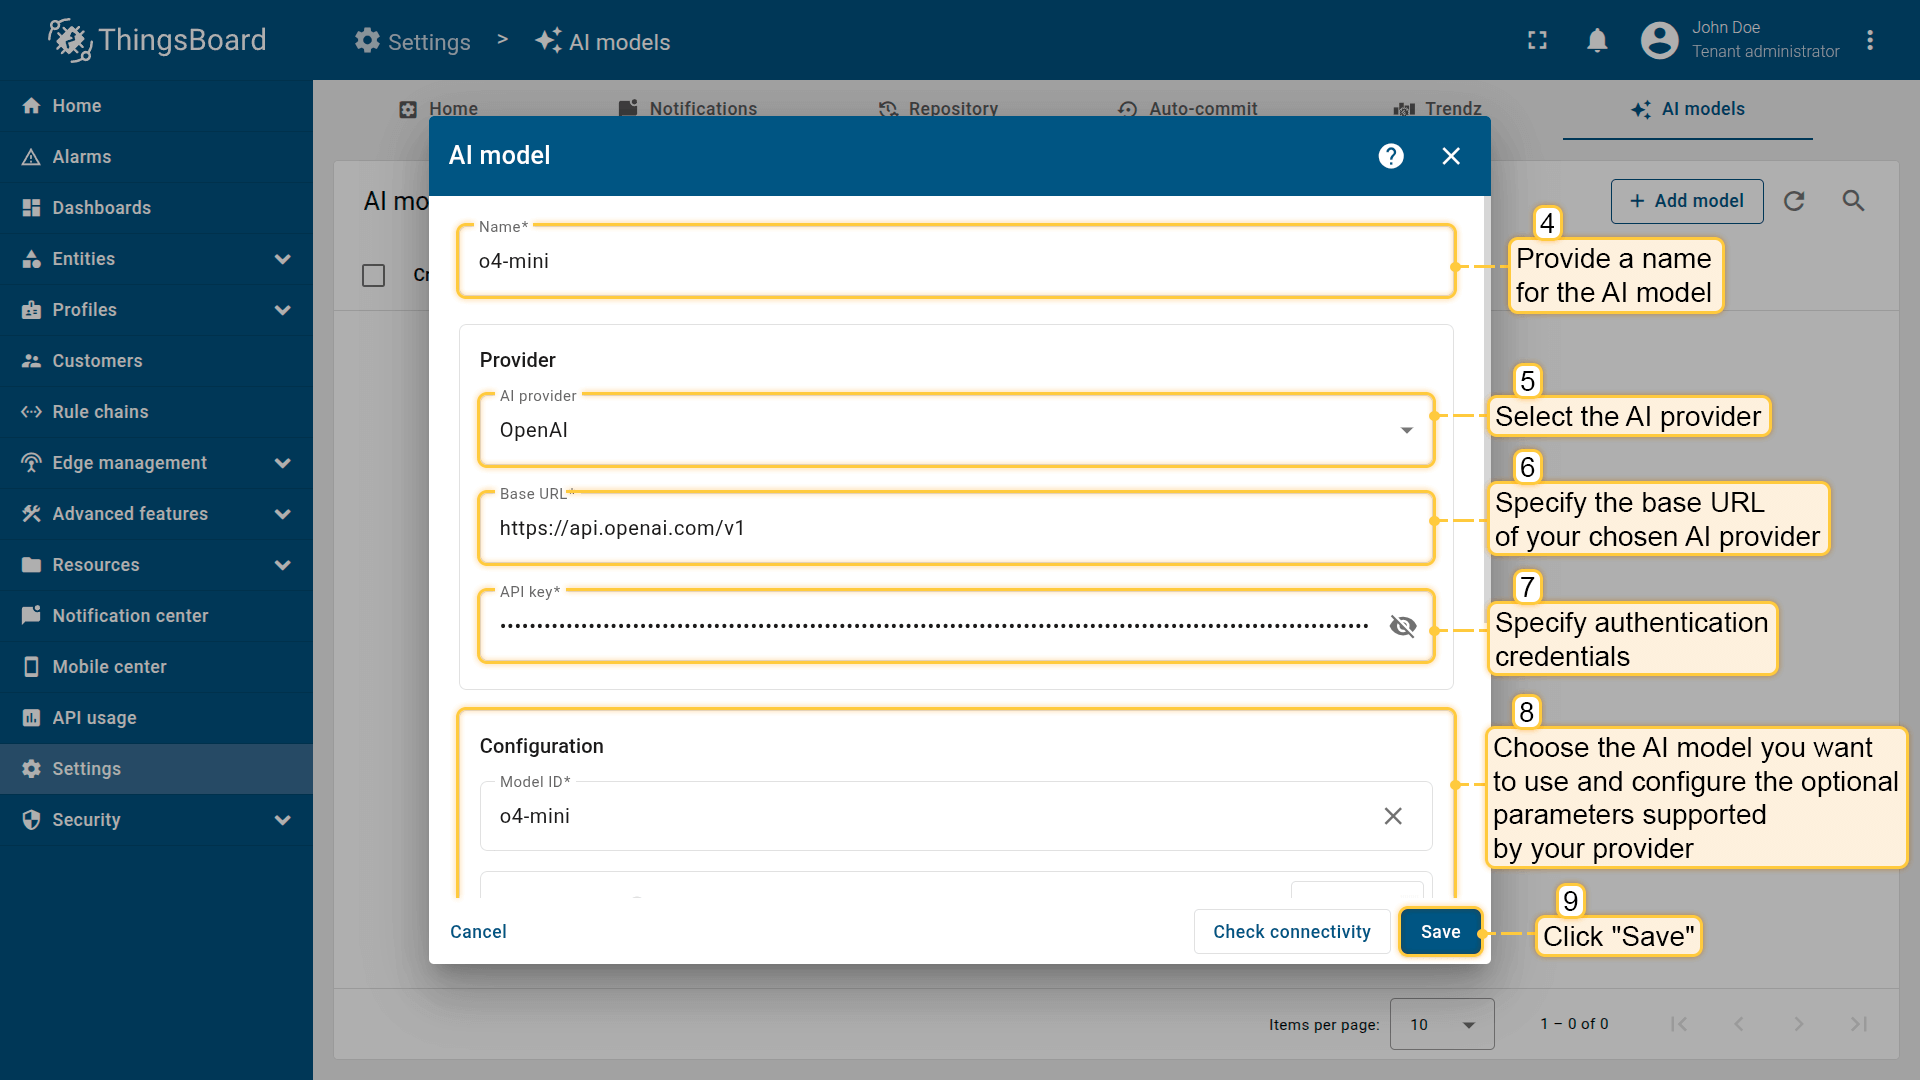 ThingsBoard
Settings > AI models
John Doe
Tenant administrator
Home
Alarms
Dashboards
Entities
Profiles
Customers
Rule chains
Edge management
Advanced features
Resources
Notification center
Mobile center
API usage
Settings
Security
Home
Notifications
Repository
Auto-commit
Trendz
AI models
AI mo
+ Add model
Cr
AI model
Name*
o4-mini
Provider
AI provider
OpenAI
Base URL*
https://api.openai.com/v1
API key*
Configuration
Model ID*
o4-mini
Cancel
Check connectivity
Save
4
Provide a name
for the AI model
5
Select the AI provider
6
Specify the base URL
of your chosen AI provider
7
Specify authentication
credentials
8
Choose the AI model you want
to use and configure the optional
parameters supported
by your provider
9
Click "Save"
Items per page: 10
1 – 0 of 0